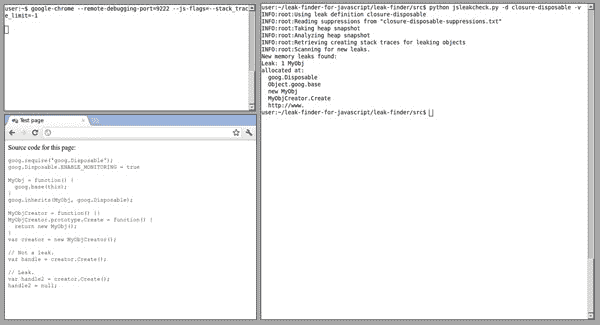 user:~$ google-chrome --remote-debugging-port=9222 --js-flags=--stack_trac
e_limit=-1
Test page
Source code for this page:
goog.require('goog.Disposable');
goog.Disposable.ENABLE_MONITORING = true
MyObj = function() {
goog.base(this);
}
goog.inherits(MyObj, goog.Disposable);
MyObjCreator = function() {}
MyObjCreator.prototype.Create = function() {
return new MyObj();
}
var creator = new MyObjCreator();
// Not a leak.
var handle = creator.Create();
// Leak.
var handle2 = creator.Create();
handle2 = null;
user:~/leak-finder-for-javascript/leak-finder/src$ python jsleakcheck.py -d closure-disposable -v
INFO:root:Using leak definition closure-disposable
INFO:root:Reading suppressions from "closure-disposable-suppressions.txt"
INFO:root:Taking heap snapshot
INFO:root:Analyzing heap snapshot
INFO:root:Retrieving creating stack traces for leaking objects
INFO:root:Scanning for new leaks.
New memory leaks found:
Leak: 1 MyObj
allocated at:
goog.Disposable
Object.goog.base
new MyObj
MyObjCreator.Create
http://www.
user:~/leak-finder-for-javascript/leak-finder/src$